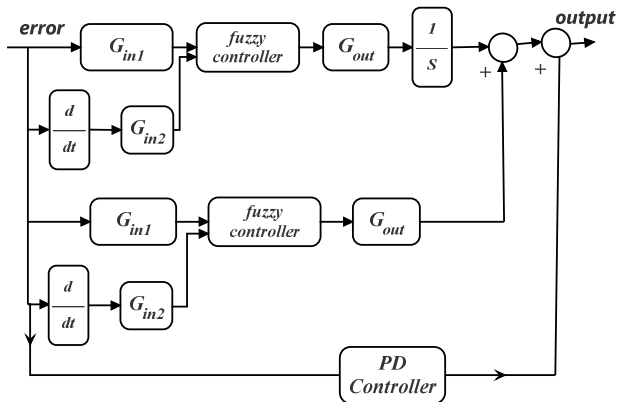 error
output
G_in1
fuzzy
controller
G_out
1
S
+
+
d
dt
G_in2
G_in1
fuzzy
controller
G_out
d
dt
G_in2
PD
Controller